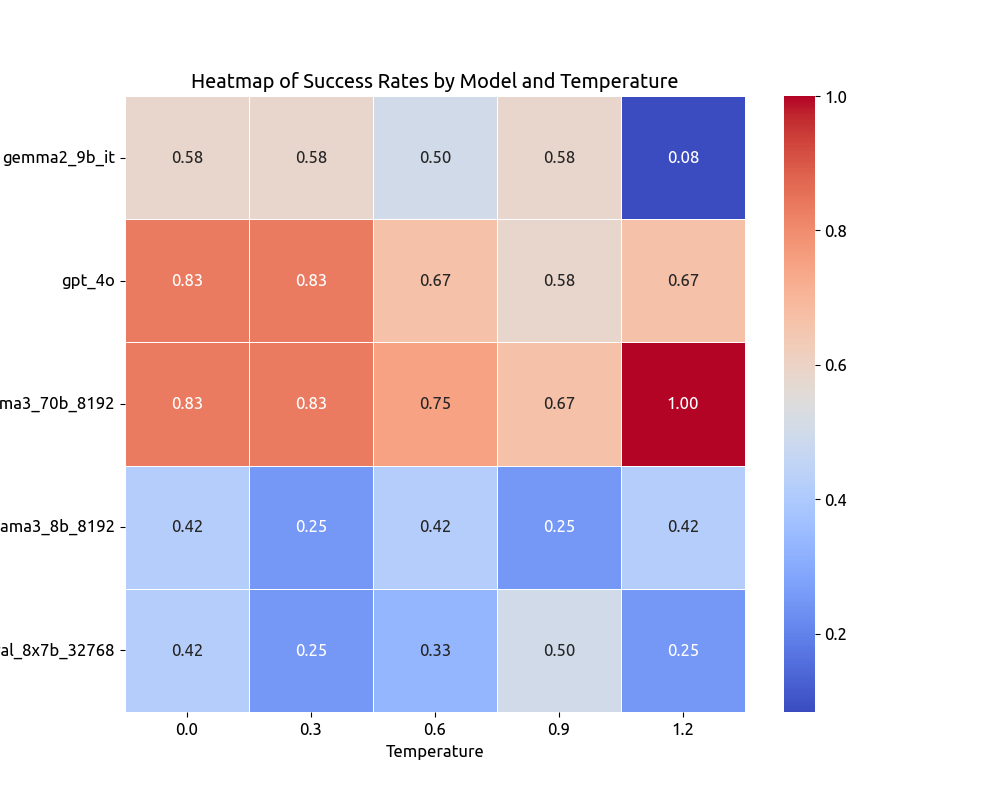 Heatmap of Success Rates by Model and Temperature
gemma2_9b_it 0.58 0.58 0.50 0.58 0.08
gpt_4o 0.83 0.83 0.67 0.58 0.67
ma3_70b_8192 0.83 0.83 0.75 0.67 1.00
ama3_8b_8192 0.42 0.25 0.42 0.25 0.42
al_8x7b_32768 0.42 0.25 0.33 0.50 0.25
0.0 0.3 0.6 0.9 1.2
Temperature
1.0
0.8
0.6
0.4
0.2